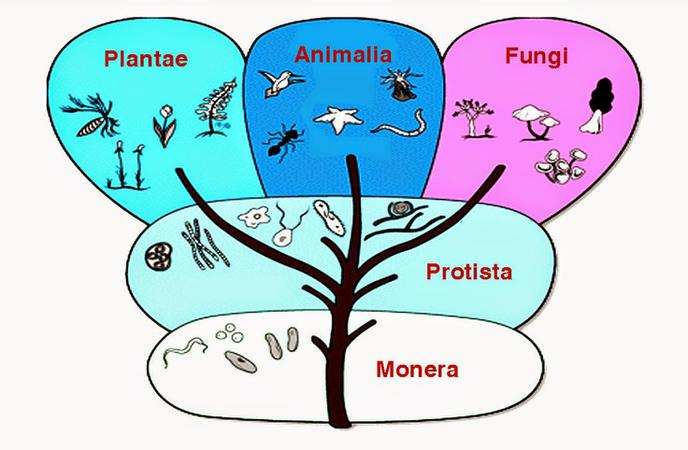 Plantae
Animalia
Fungi
Protista
Monera